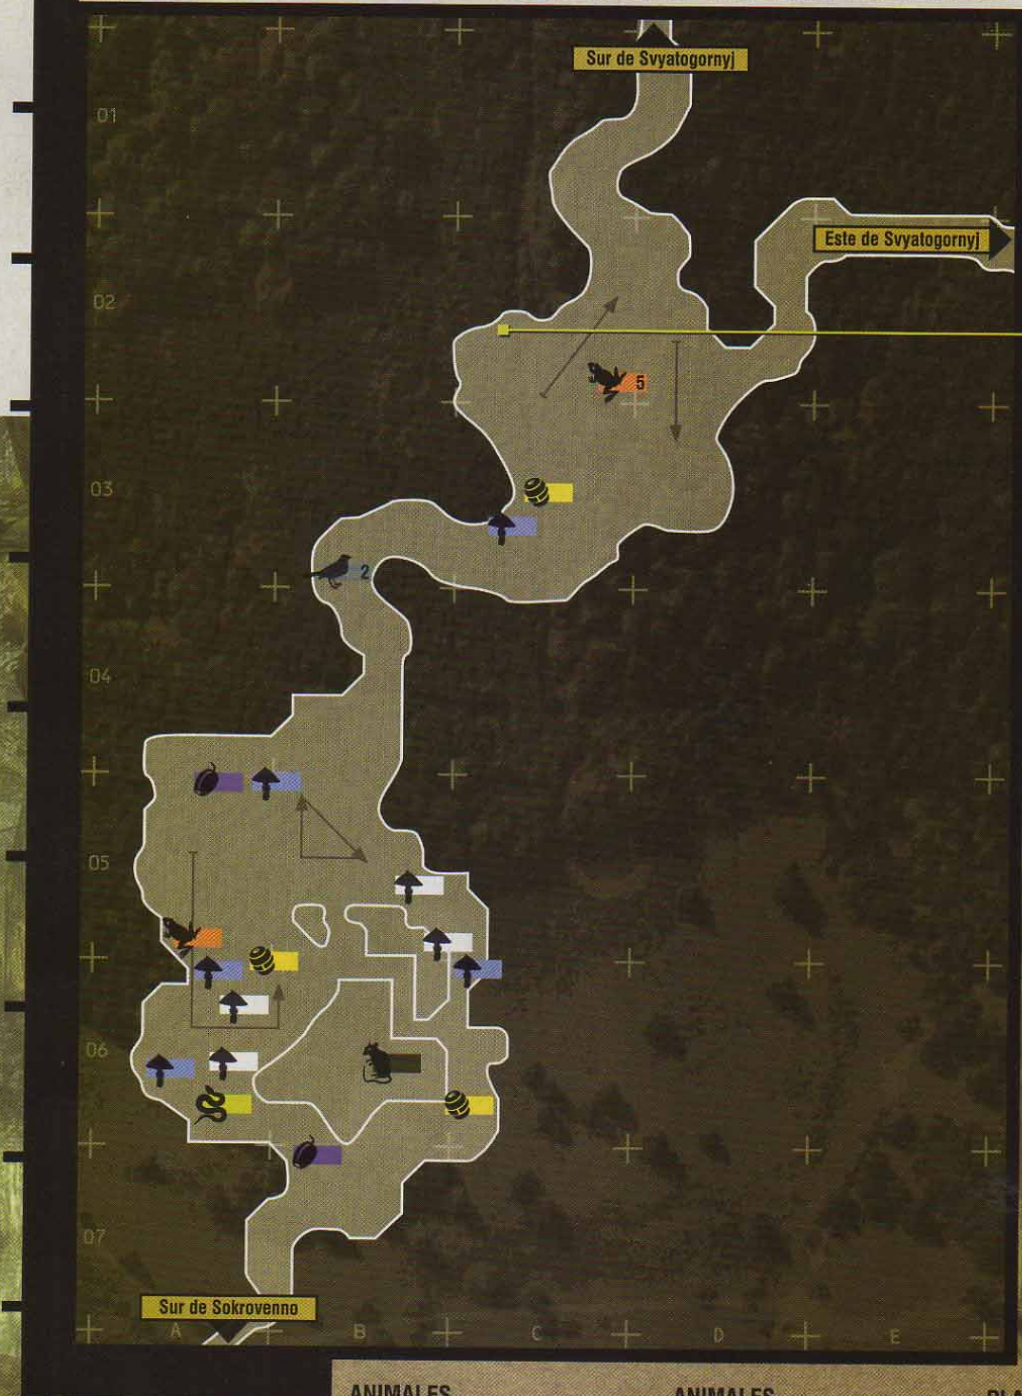 Sur de Svyatogornyj
01
Este de Svyatogornyj
02
5
03
2
04
05
06
07
Sur de Sokrovenno
A B C D E
ANIMALES ANIMALES